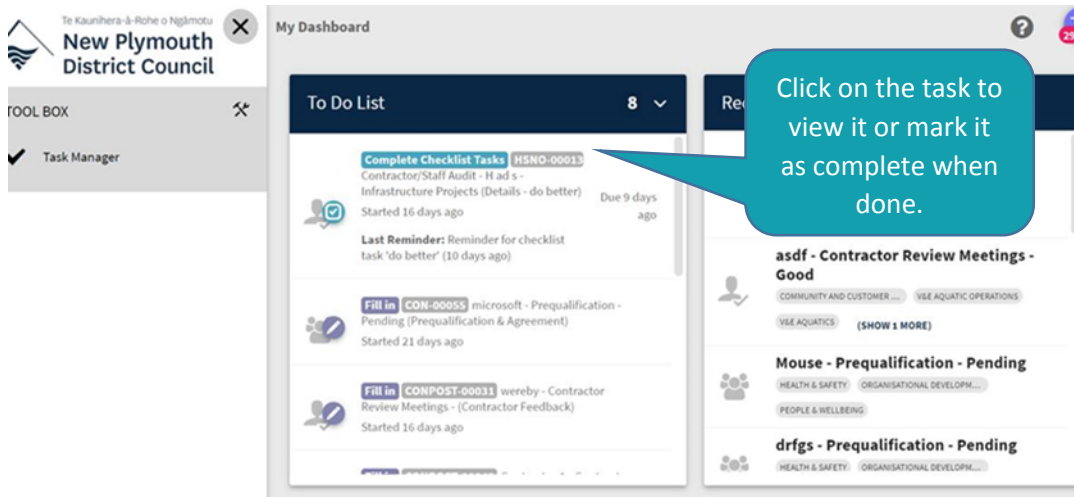 Te Kaunihera-ā-Rohe o Ngāmotu
New Plymouth
District Council
TOOL BOX
Task Manager
My Dashboard
29
To Do List 8
Complete Checklist Tasks HSNO-00013
Contractor/Staff Audit - H ad s -
Infrastructure Projects (Details - do better)
Due 9 days
ago
Started 16 days ago
Last Reminder: Reminder for checklist
task 'do better' (10 days ago)
Fill in CON-00055 microsoft - Prequalification -
Pending (Prequalification & Agreement)
Started 21 days ago
Fill in CONPOST-00031 wereby - Contractor
Review Meetings - (Contractor Feedback)
Started 16 days ago
Click on the task to
view it or mark it
as complete when
done.
asdf - Contractor Review Meetings -
Good
COMMUNITY AND CUSTOMER .... V&E AQUATIC OPERATIONS
V&E AQUATICS (SHOW 1 MORE)
Mouse - Prequalification - Pending
HEALTH & SAFETY ORGANISATIONAL DEVELOPM....
PEOPLE & WELLBEING
drfgs - Prequalification - Pending
HEALTH & SAFETY ORGANISATIONAL DEVELOPM....